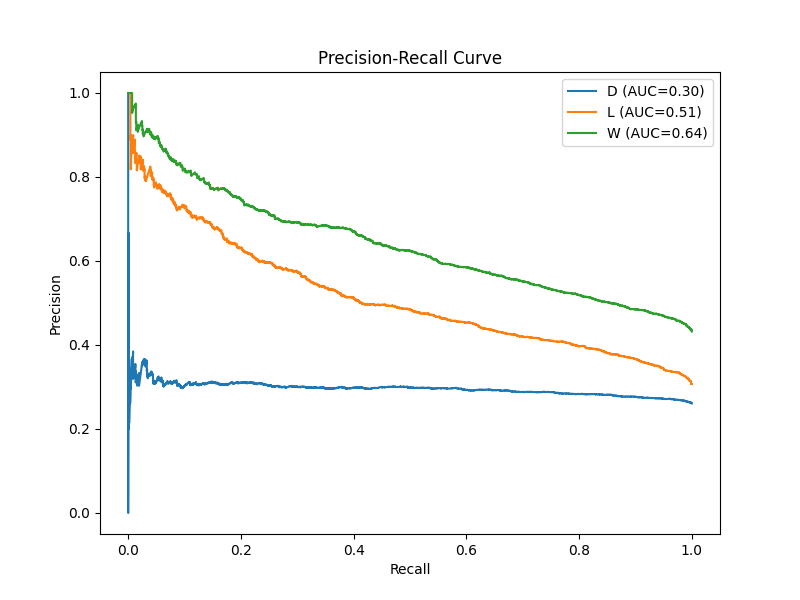 Precision-Recall Curve
D (AUC=0.30)
L (AUC=0.51)
W (AUC=0.64)
Precision
1.0
0.8
0.6
0.4
0.2
0.0
0.0 0.2 0.4 0.6 0.8 1.0
Recall